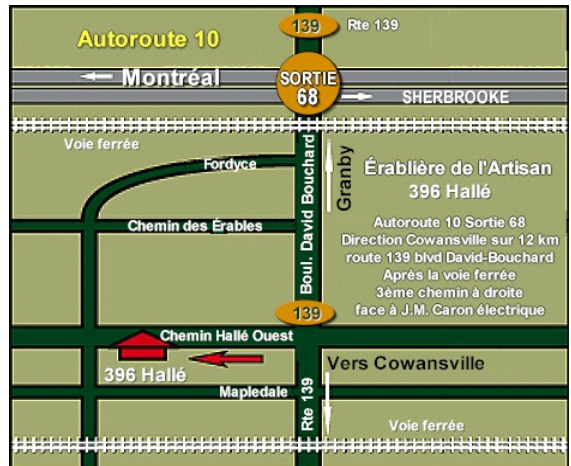 139 Rte 139
Autoroute 10
Montréal
SORTIE
68
SHERBROOKE
Voie ferrée
Fordyce
Boul. David Bouchard
Granby
Érablière de l'Artisan
396 Hallé
Chemin des Érables
Autoroute 10 Sortie 68
Direction Cowansville sur 12 km
route 139 blvd David-Bouchard
Après la voie ferrée
3ème chemin à droite
face à J.M. Caron électrique
139
Chemin Hallé Ouest
396 Hallé
Vers Cowansville
Mapledale
Rte 139
Voie ferrée